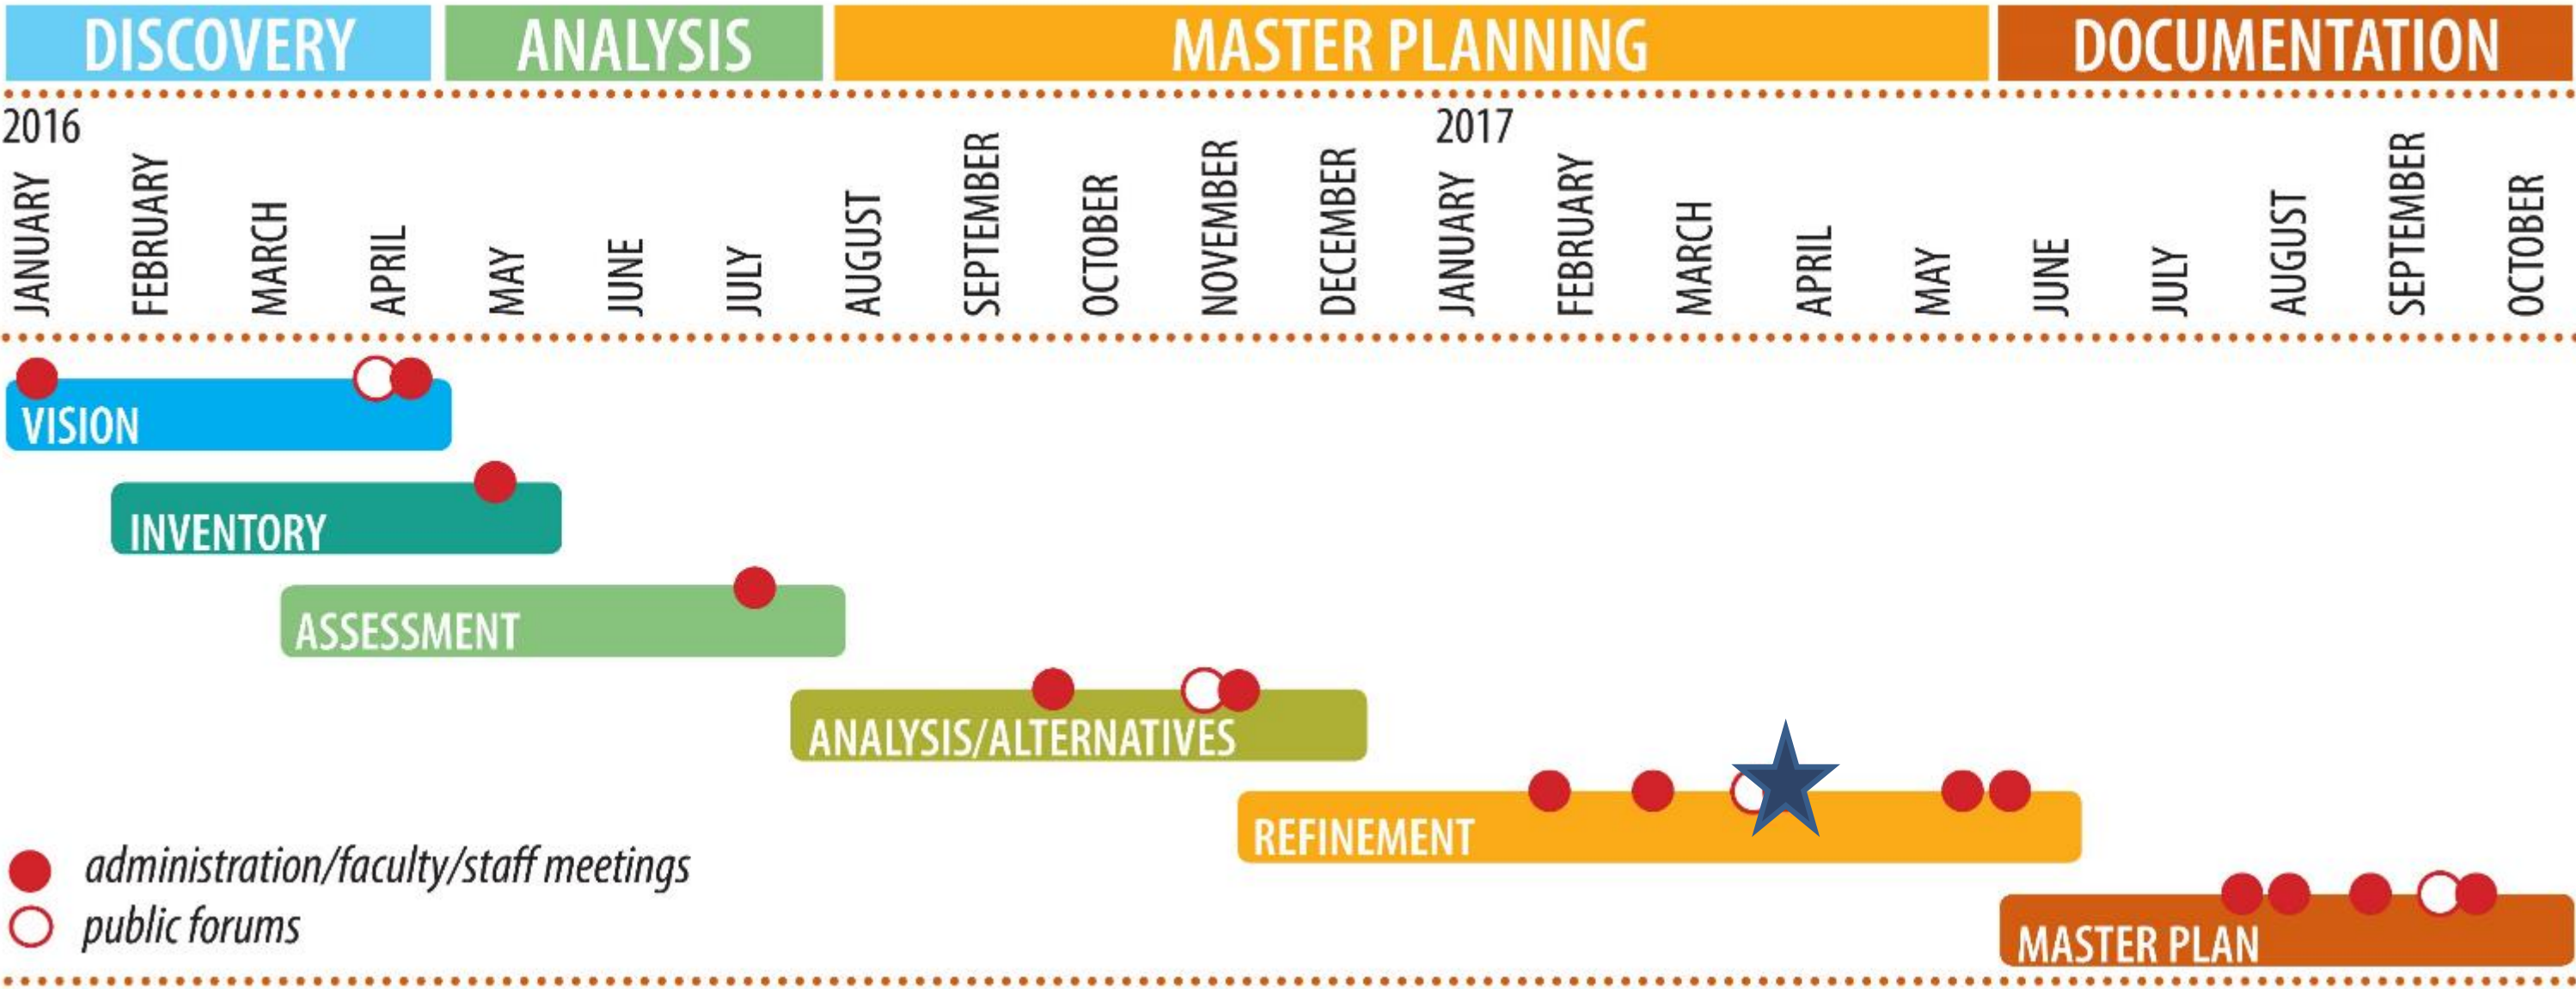 DISCOVERY
ANALYSIS
MASTER PLANNING
DOCUMENTATION
2016
2017
JANUARY
FEBRUARY
MARCH
APRIL
MAY
JUNE
JULY
AUGUST
SEPTEMBER
OCTOBER
NOVEMBER
DECEMBER
JANUARY
FEBRUARY
MARCH
APRIL
MAY
JUNE
JULY
AUGUST
SEPTEMBER
OCTOBER
VISION
INVENTORY
ASSESSMENT
ANALYSIS/ALTERNATIVES
REFINEMENT
MASTER PLAN
administration/faculty/staff meetings
public forums